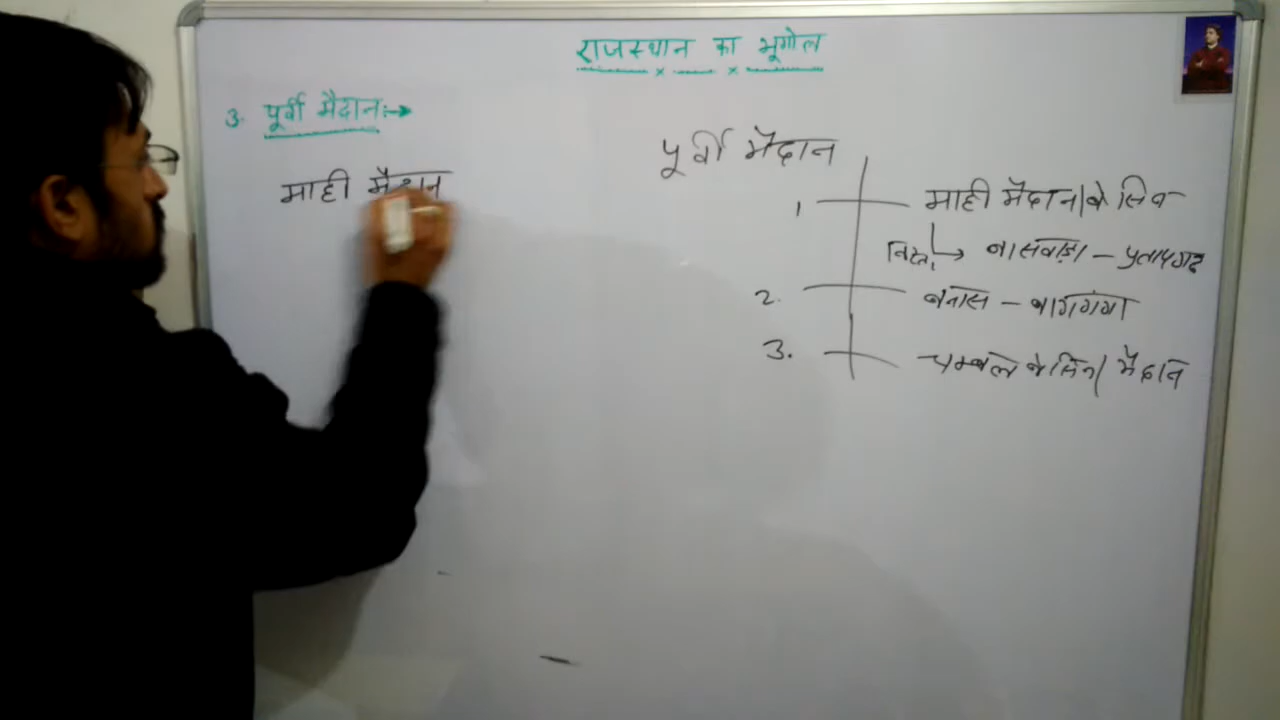 राजस्थान का भूगोल
3. पूर्वी मैदान:→
माही मैदान
पूर्वी मैदान
1 माही मैदान/बेसिन
→ बासवाड़ा - प्रतापगढ
2. बनास - बाणगंगा
3. चम्बल बेसिन/मैदान